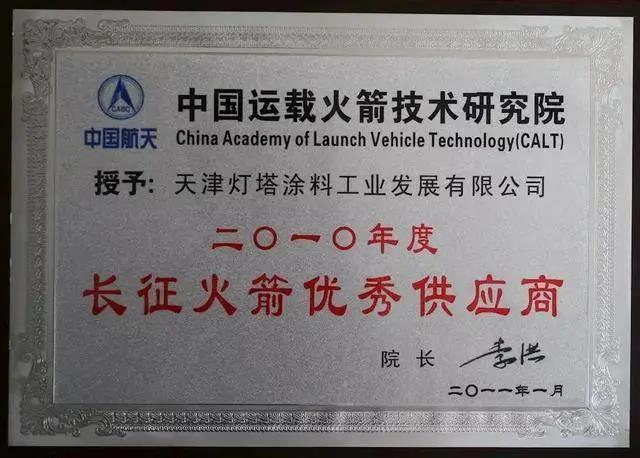 CASC
中国航天
中国运载火箭技术研究院
China Academy of Launch Vehicle Technology(CALT)
授予: 天津灯塔涂料工业发展有限公司
二〇一〇年度
长征火箭优秀供应商
院 长 李洪
二〇一一年一月